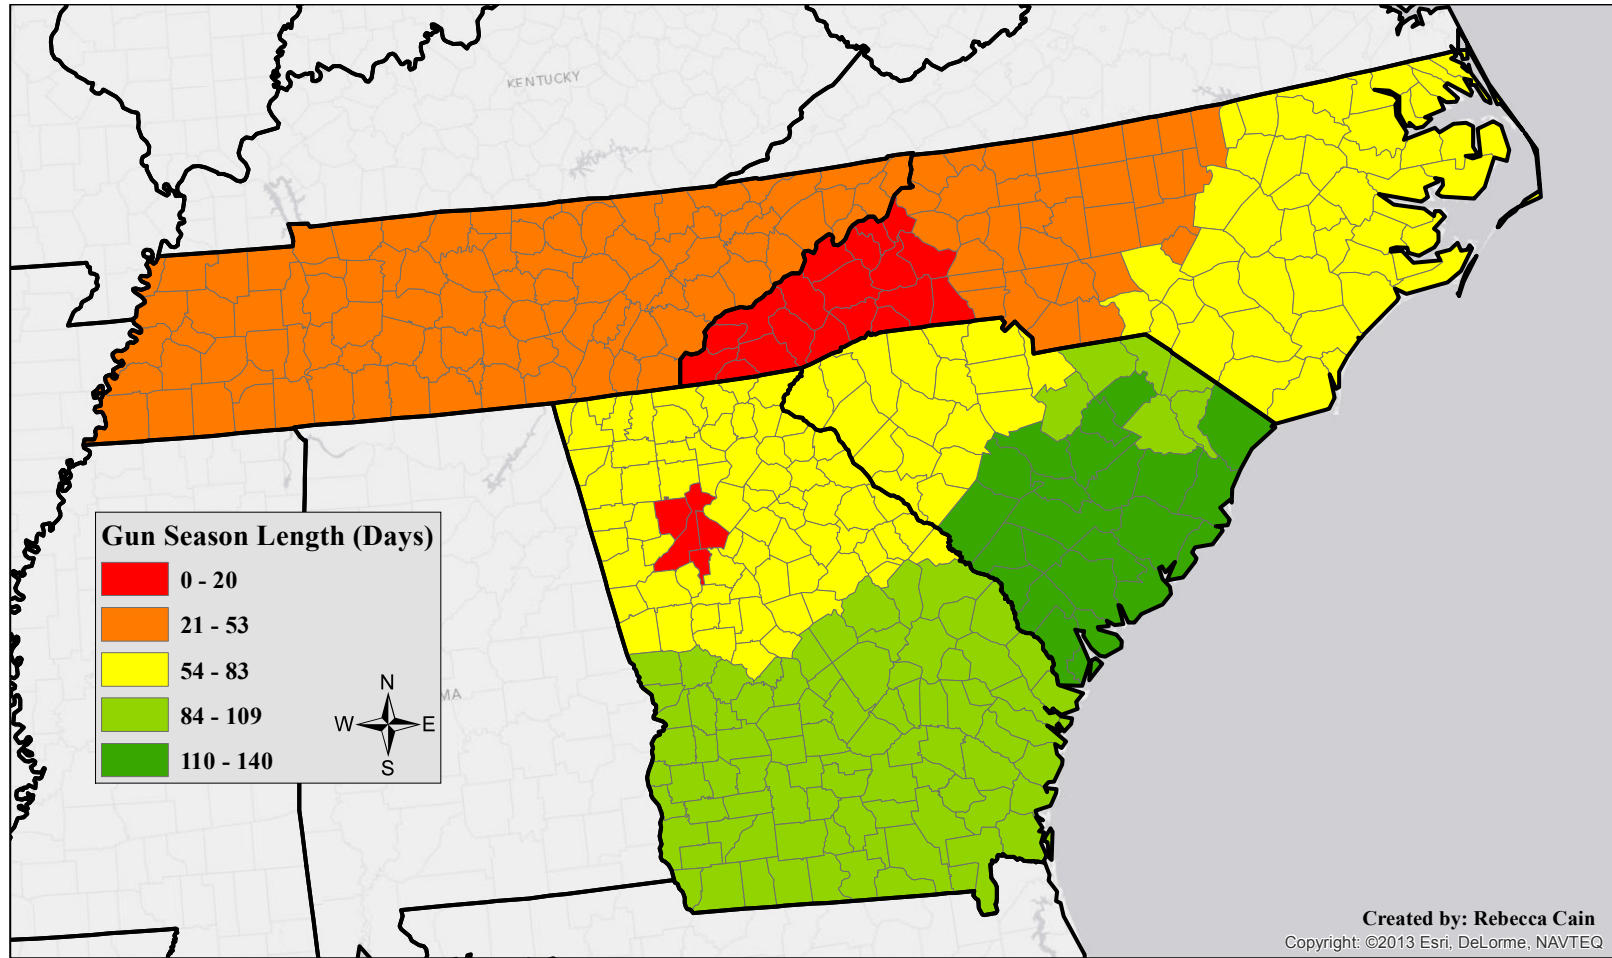 KENTUCKY
Gun Season Length (Days)
0 - 20
21 - 53
54 - 83
84 - 109
110 - 140
N
W E
S
MA
Created by: Rebecca Cain
Copyright: ©2013 Esri, DeLorme, NAVTEQ